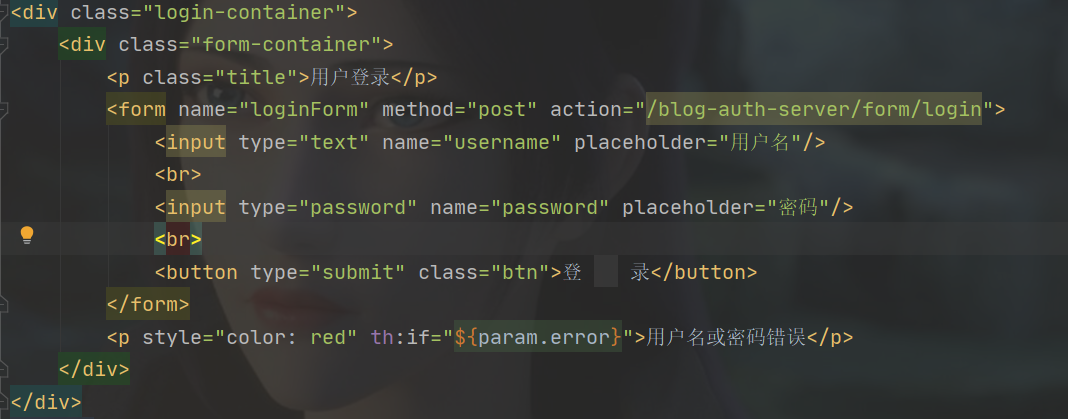 <div class="login-container">
    <div class="form-container">
        <p class="title">用户登录</p>
        <form name="loginForm" method="post" action="/blog-auth-server/form/login">
            <input type="text" name="username" placeholder="用户名"/>
            <br>
            <input type="password" name="password" placeholder="密码"/>
            <br>
            <button type="submit" class="btn">登　　录</button>
        </form>
        <p style="color: red" th:if="${param.error}">用户名或密码错误</p>
    </div>
</div>